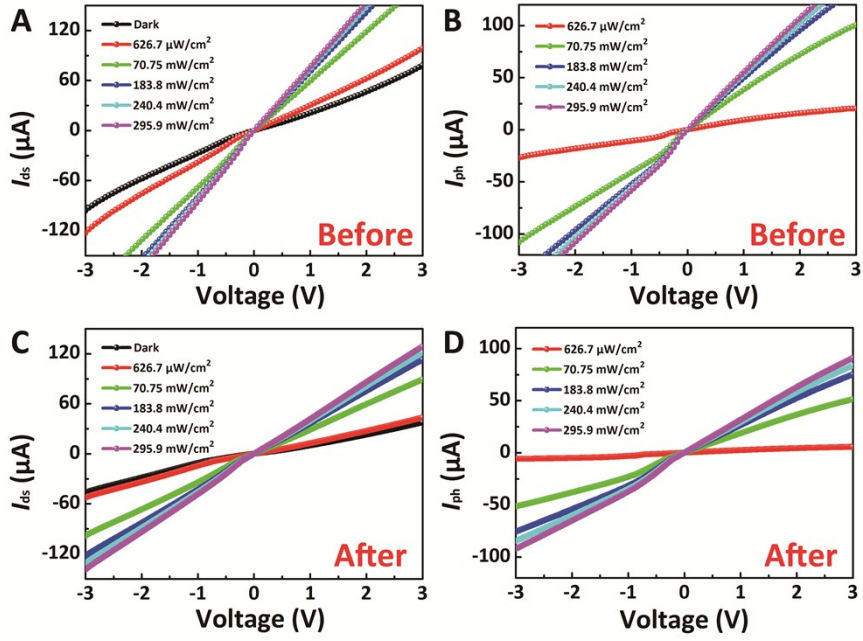 A
Dark
626.7 μW/cm²
70.75 mW/cm²
183.8 mW/cm²
240.4 mW/cm²
295.9 mW/cm²
Before
120
60
0
-60
-120
Ids (μA)
-3 -2 -1 0 1 2 3
Voltage (V)
B
626.7 μW/cm²
70.75 mW/cm²
183.8 mW/cm²
240.4 mW/cm²
295.9 mW/cm²
Before
100
50
0
-50
-100
Iph (μA)
-3 -2 -1 0 1 2 3
Voltage (V)
C
Dark
626.7 μW/cm²
70.75 mW/cm²
183.8 mW/cm²
240.4 mW/cm²
295.9 mW/cm²
After
120
60
0
-60
-120
Ids (μA)
-3 -2 -1 0 1 2 3
Voltage (V)
D
626.7 μW/cm²
70.75 mW/cm²
183.8 mW/cm²
240.4 mW/cm²
295.9 mW/cm²
After
100
50
0
-50
-100
Iph (μA)
-3 -2 -1 0 1 2 3
Voltage (V)